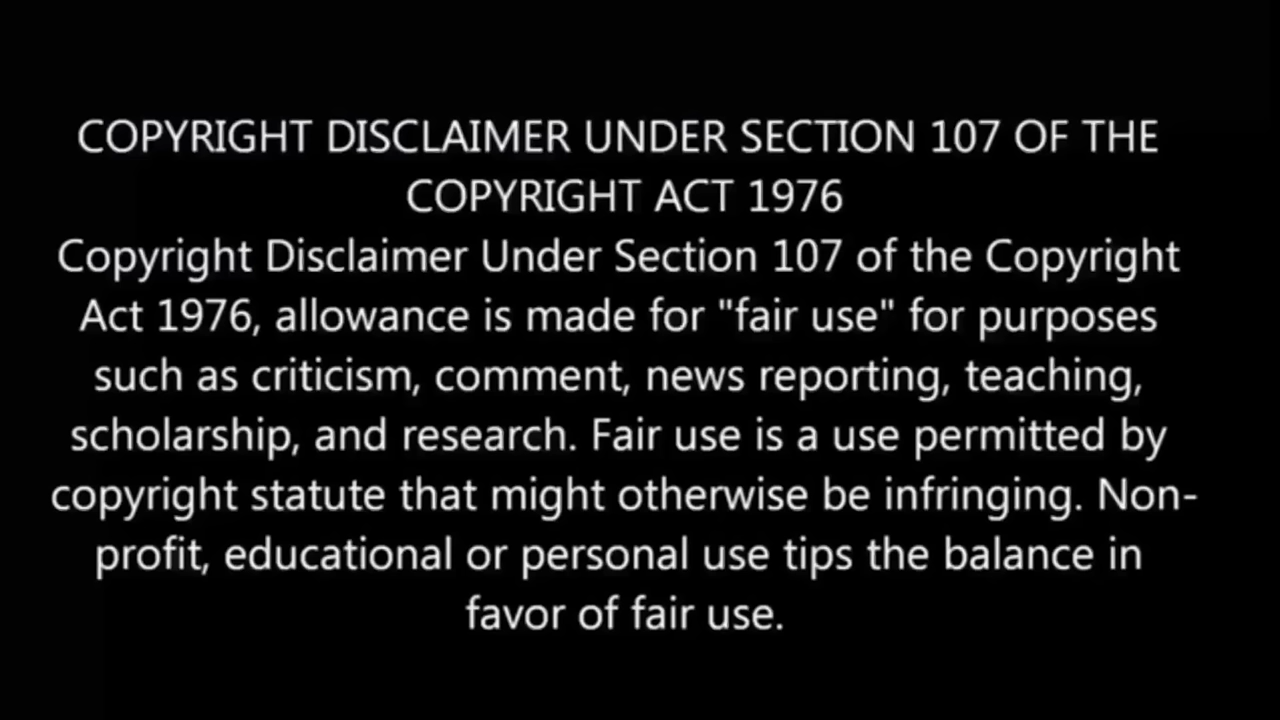 COPYRIGHT DISCLAIMER UNDER SECTION 107 OF THE
COPYRIGHT ACT 1976
Copyright Disclaimer Under Section 107 of the Copyright
Act 1976, allowance is made for "fair use" for purposes
such as criticism, comment, news reporting, teaching,
scholarship, and research. Fair use is a use permitted by
copyright statute that might otherwise be infringing. Non-
profit, educational or personal use tips the balance in
favor of fair use.